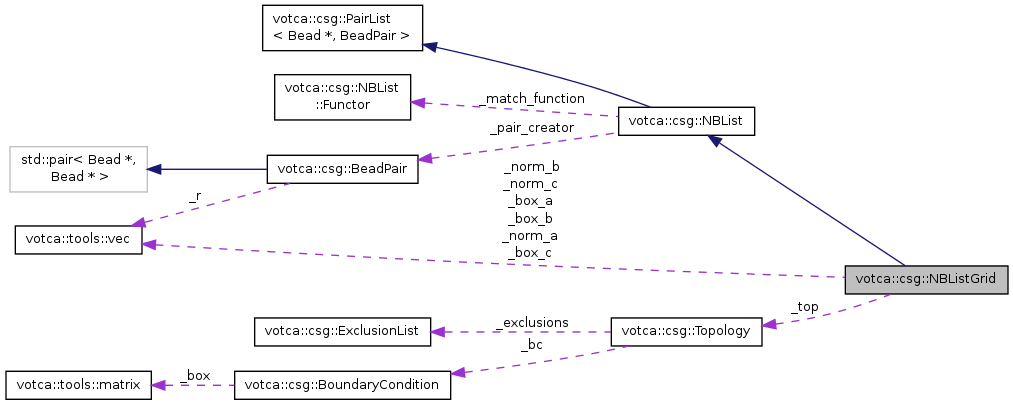 votca::csg::PairList
< Bead *, BeadPair >
votca::csg::NBList
::Functor
_match_function
votca::csg::NBList
_pair_creator
std::pair< Bead *,
Bead * >
votca::csg::BeadPair
_r
_norm_b
_norm_c
_box_a
_box_b
_norm_a
_box_c
votca::tools::vec
votca::csg::NBListGrid
_top
votca::csg::ExclusionList
_exclusions
votca::csg::Topology
_bc
votca::tools::matrix
_box
votca::csg::BoundaryCondition